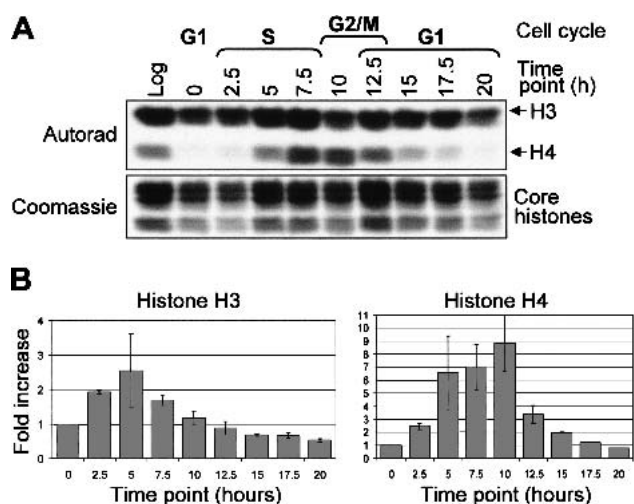 A
G1 S G2/M G1 Cell cycle
Log 0 2.5 5 7.5 10 12.5 15 17.5 20 Time point (h)
Autorad H3
H4
Coomassie Core histones
B
Histone H3
Fold increase
4
3
2
1
0
0 2.5 5 7.5 10 12.5 15 17.5 20
Time point (hours)
Histone H4
11
10
9
8
7
6
5
4
3
2
1
0
0 2.5 5 7.5 10 12.5 15 17.5 20
Time point (hours)